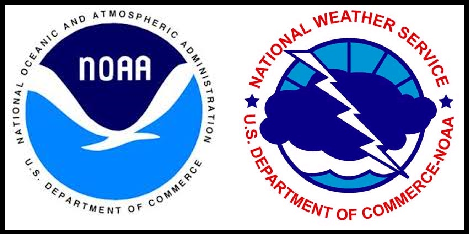 NATIONAL OCEANIC AND ATMOSPHERIC ADMINISTRATION
NOAA
U.S. DEPARTMENT OF COMMERCE
NATIONAL WEATHER SERVICE
U.S. DEPARTMENT OF COMMERCE-NOAA